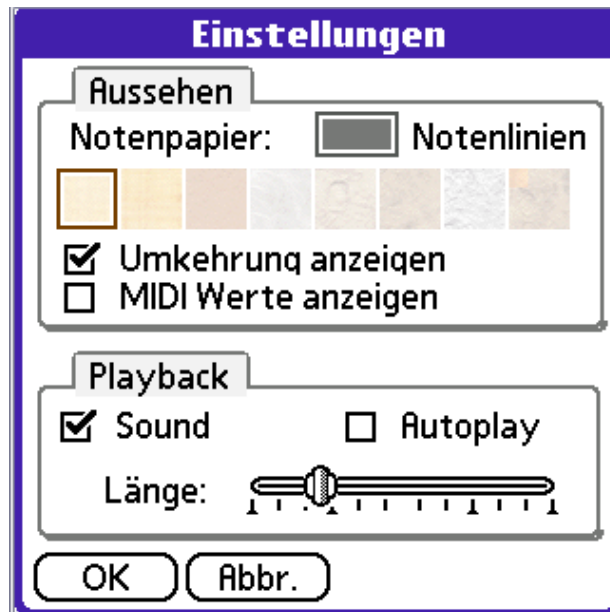 Einstellungen
Aussehen
Notenpapier: Notenlinien
Umkehrung anzeigen
MIDI Werte anzeigen
Playback
Sound Autoplay
Länge:
OK Abbr.